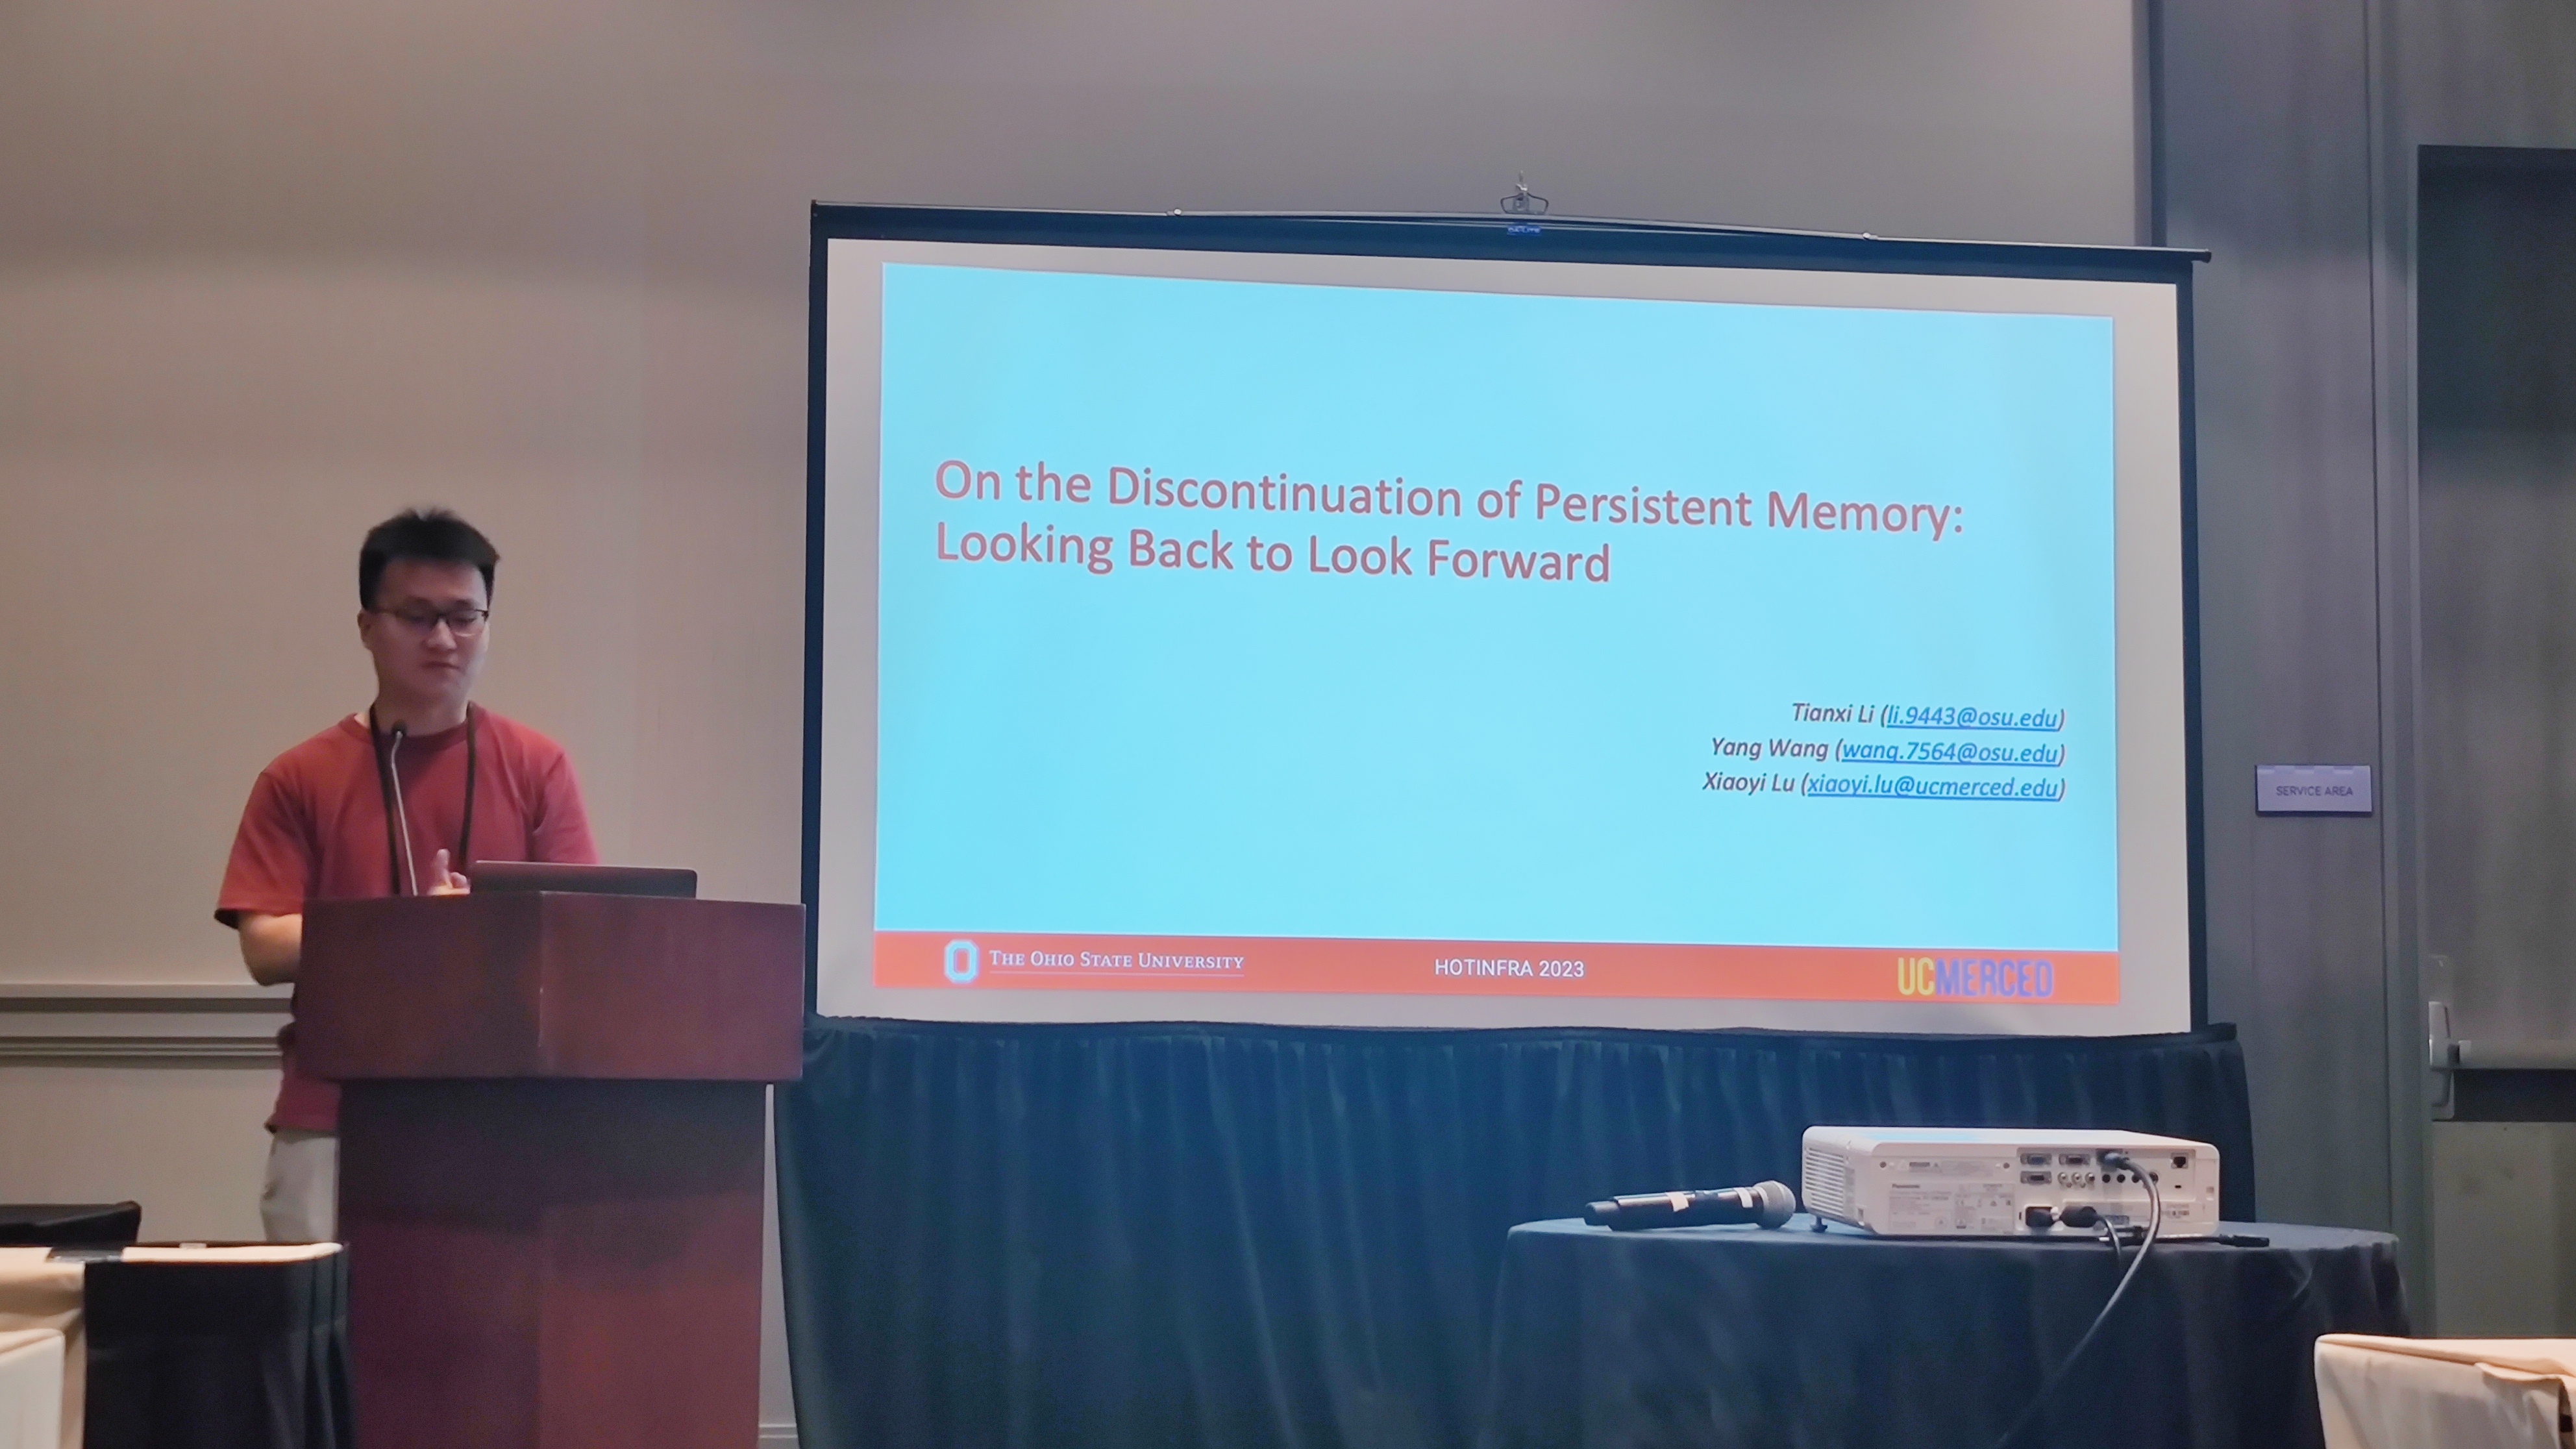 On the Discontinuation of Persistent Memory:
Looking Back to Look Forward
Tianxi Li (li.9443@osu.edu)
Yang Wang (wang.7564@osu.edu)
Xiaoyi Lu (xiaoyi.lu@ucmerced.edu)
THE OHIO STATE UNIVERSITY
HOTINFRA 2023
UCMERCED
SERVICE AREA
Panasonic